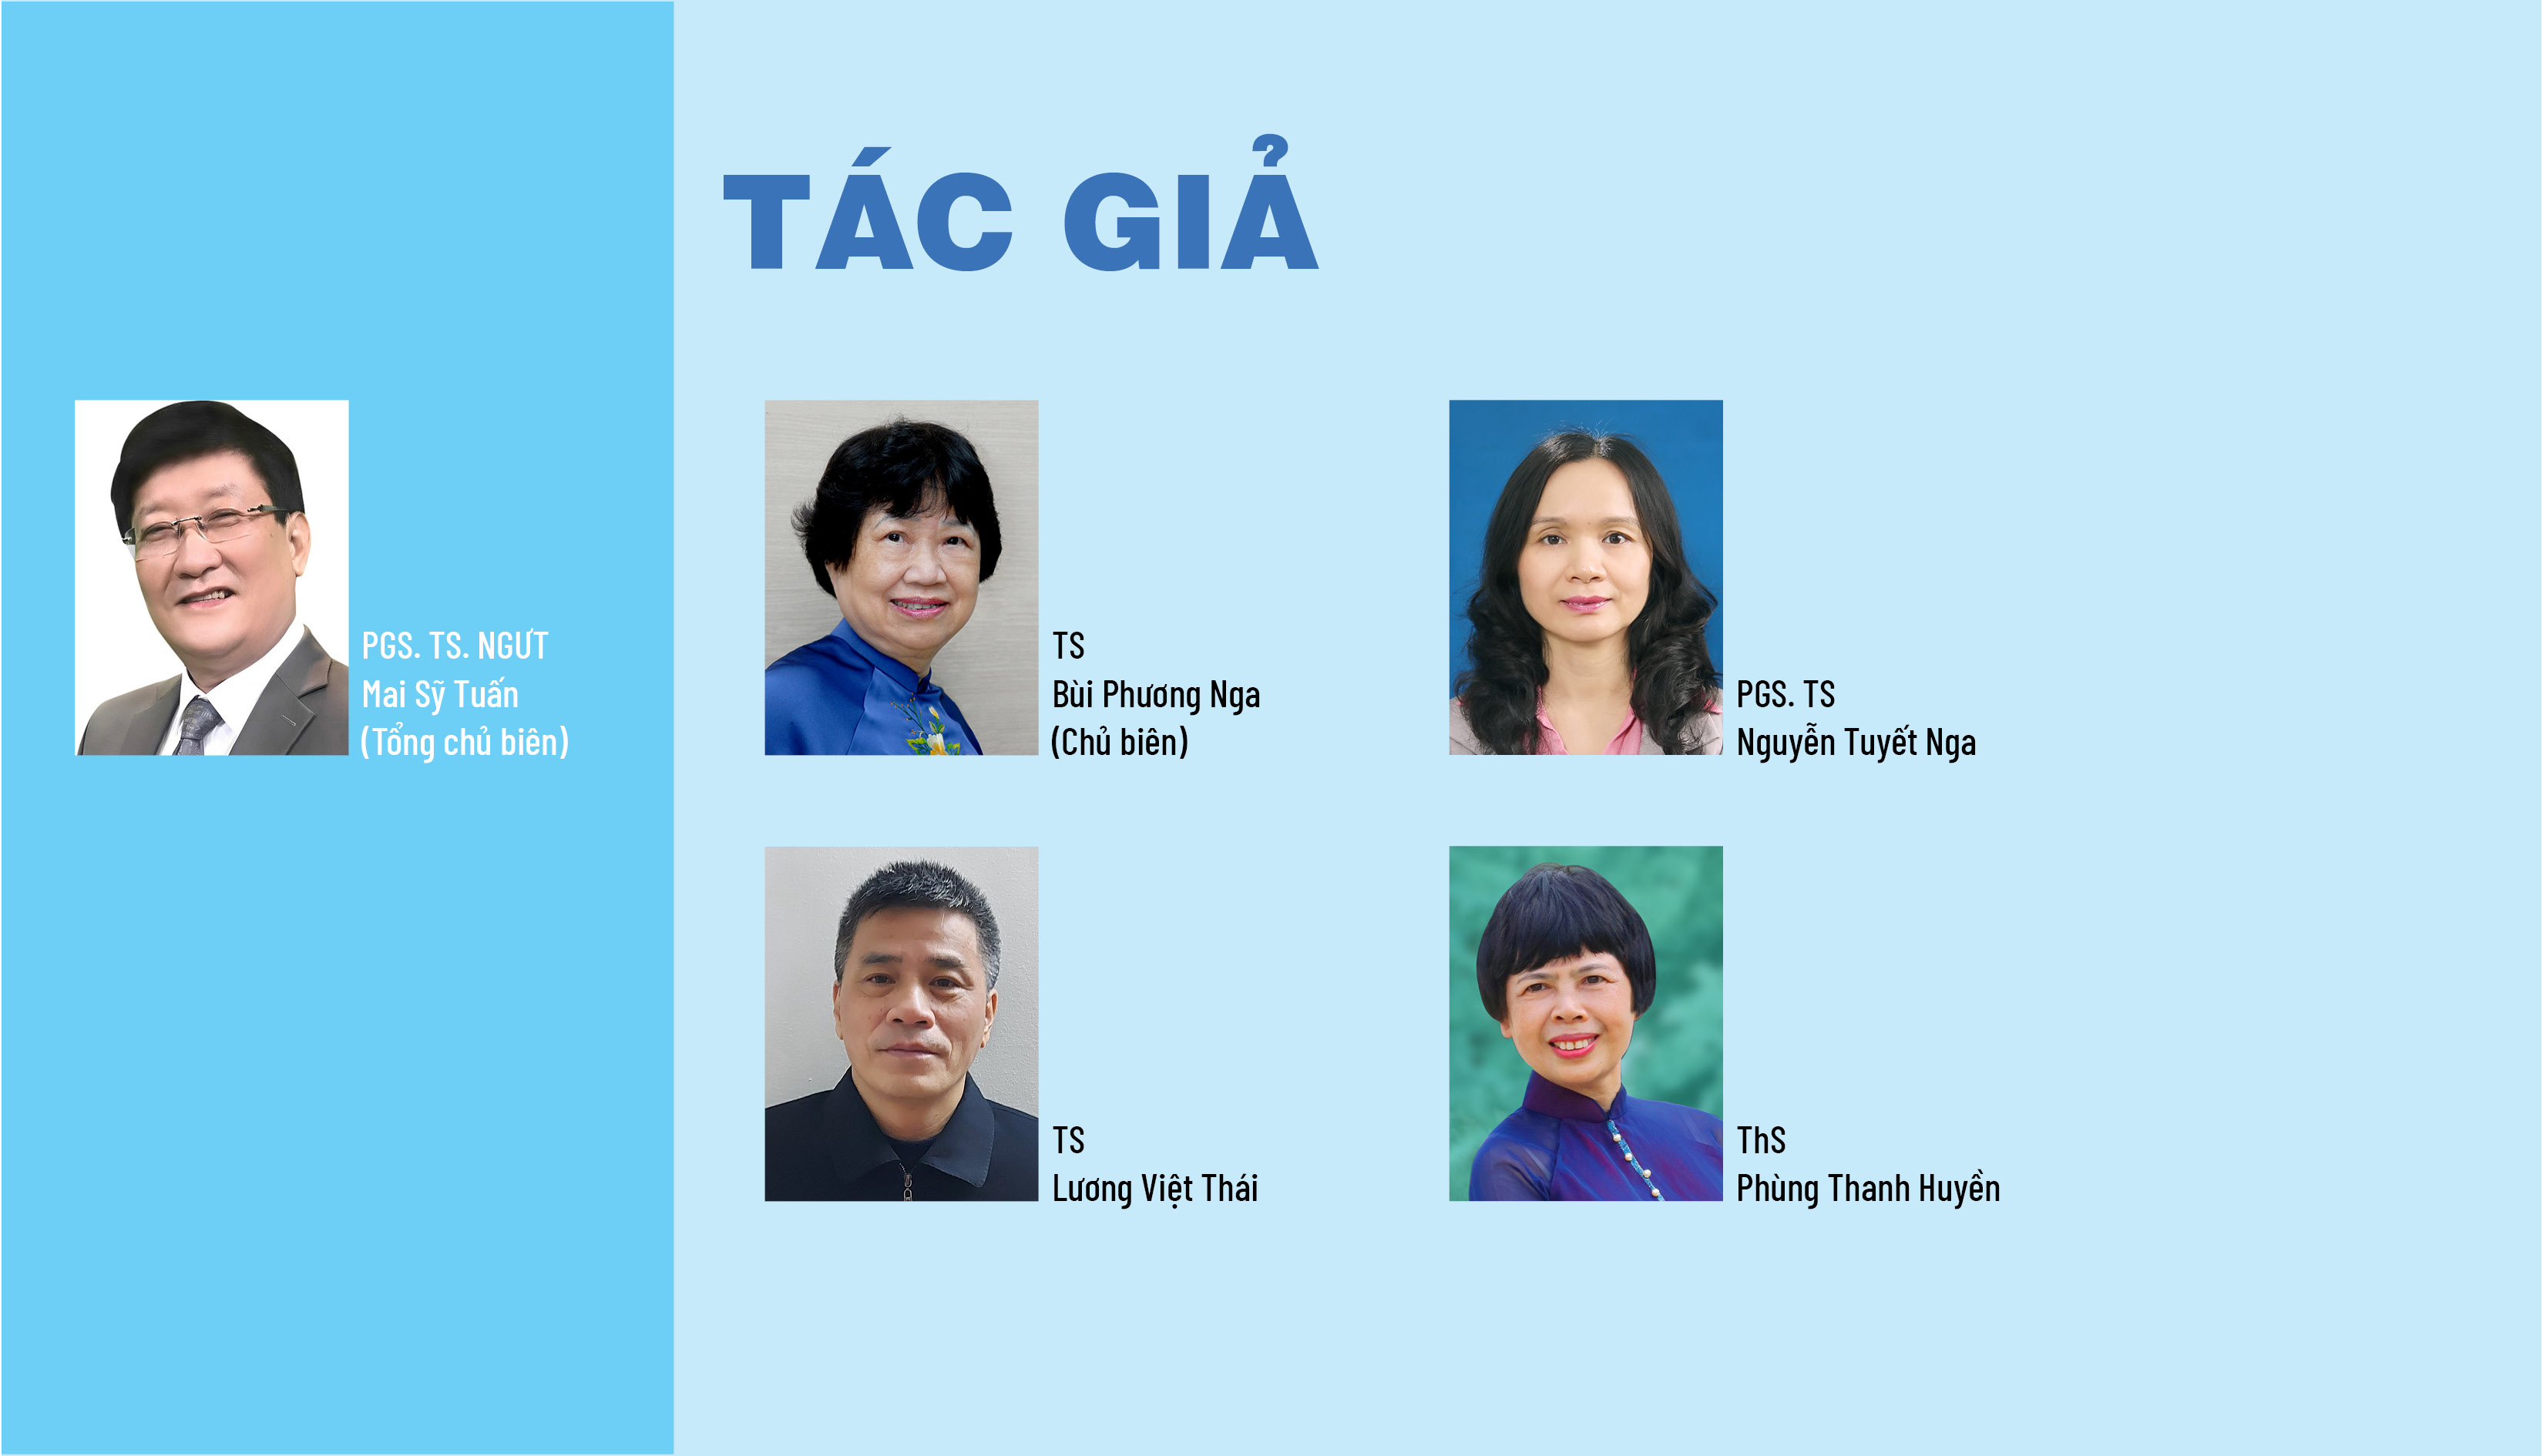 TÁC GIẢ
PGS. TS. NGƯT
Mai Sỹ Tuấn
(Tổng chủ biên)
TS
Bùi Phương Nga
(Chủ biên)
PGS. TS
Nguyễn Tuyết Nga
TS
Lương Việt Thái
ThS
Phùng Thanh Huyền